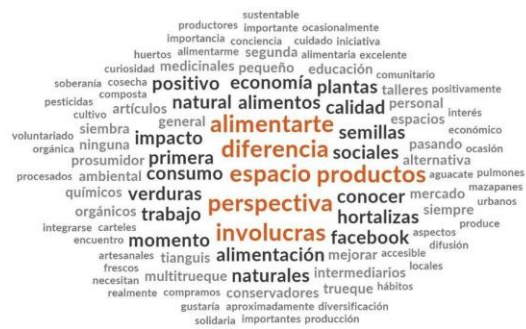 sustentable
productores importante ocasionalmente
importancia conciencia cuidado iniciativa
huertos alimentarme segunda alimentaria excelente
curiosidad medicinales pequeño educación comunitario
soberanía cosecha positivo economía plantas talleres positivamente
pesticidas composta artículos natural alimentos calidad personal interés
cultivo general alimentarte semillas espacios económico
voluntariado siembra impacto diferencia sociales pasando ocasión
orgánica ninguna primera alternativa
prosumidor consumo espacio productos aguacate pulmones
procesados ambiental mazapanes
químicos verduras perspectiva conocer mercado urbanos
orgánicos trabajo hortalizas siempre produce
integrarse carteles involucras facebook aspectos
encuentro momento difusión
artesanales tianguis alimentación mejorar accesible
frescos multitrueque naturales intermediarios locales
necesitan trueque hábitos
realmente compramos conservadores
gustaría aproximadamente diversificación
solidaria importantes producción